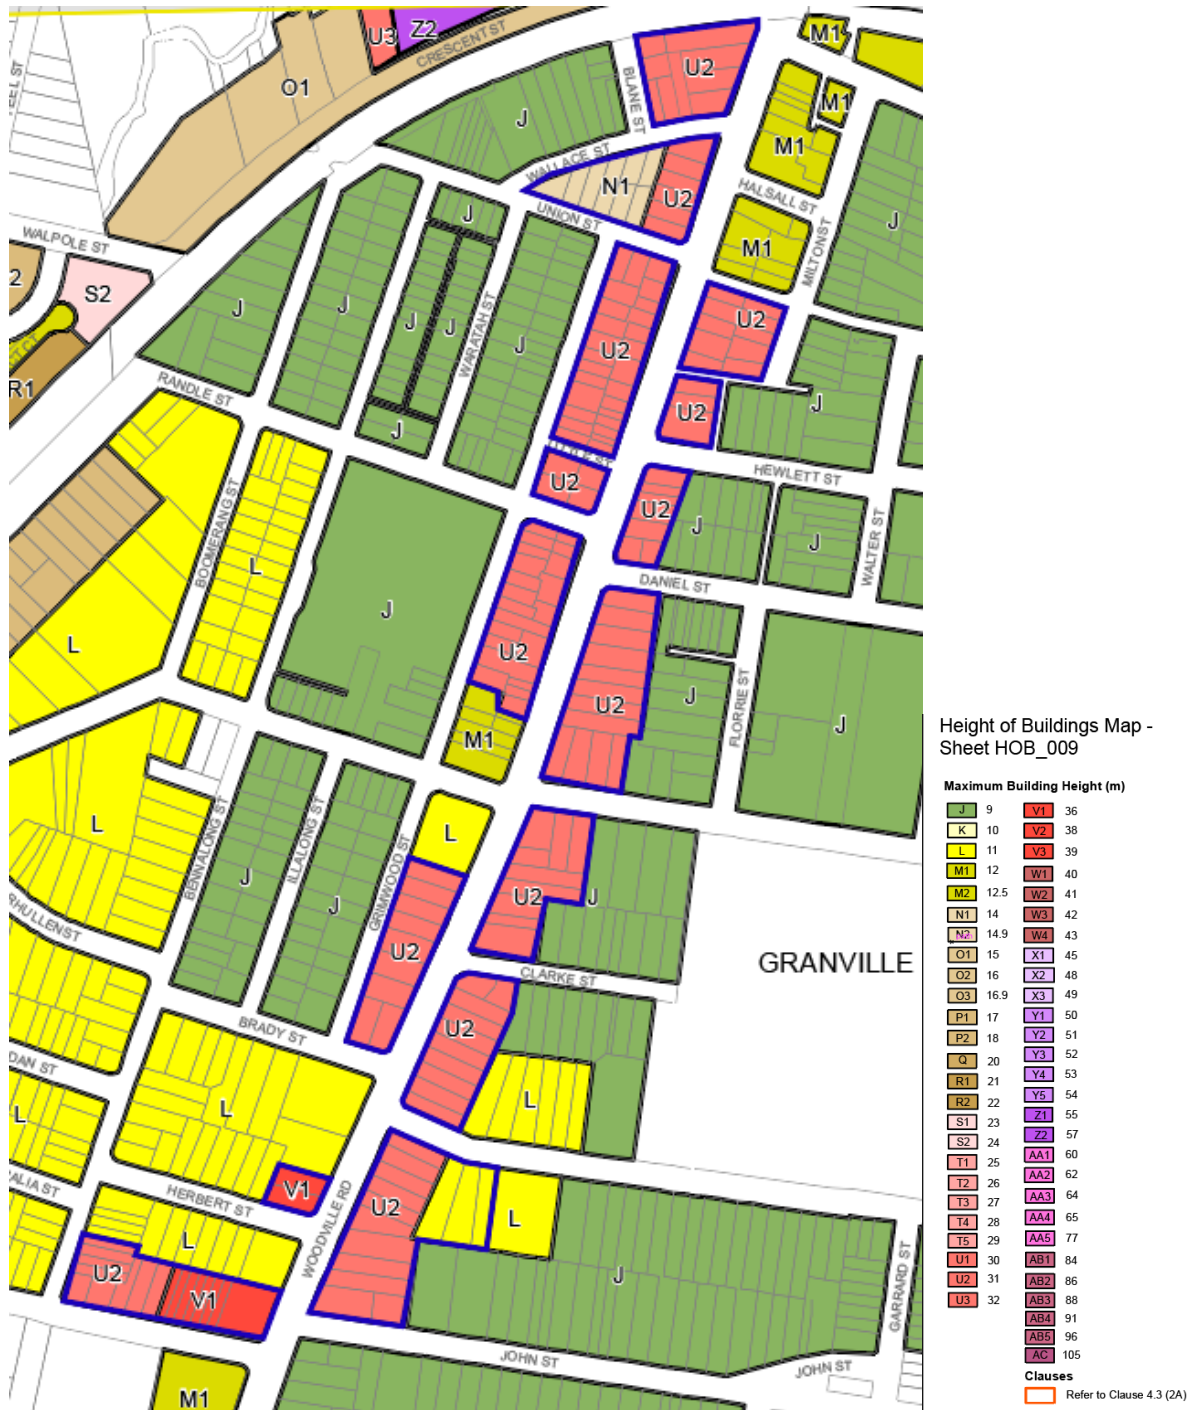 U3
Z2
CRESCENT ST
M1
U2
O1
EEL ST
BLANE ST
J
M1
M1
WALLACE ST
N1
U2
HALSALL ST
J
J
UNION ST
MILTON ST
WALPOLE ST
M1
2
S2
J
J
J
J
WARATAH ST
J
U2
U2
R1
RANDLE ST
J
U2
J
HEWLETT ST
U2
U2
J
J
WALTER ST
BOOMERANG ST
L
DANIEL ST
J
L
U2
U2
J
FLORRIE ST
J
M1
L
BENNALONG ST
ILLALONG ST
GRIMWOOD ST
L
J
J
U2
J
RHULLEN ST
U2
CLARKE ST
GRANVILLE
BRADY ST
U2
DAN ST
L
L
L
V1
HERBERT ST
WOODVILLE RD
U2
L
ALIA ST
L
U2
V1
J
GARRARD ST
JOHN ST
JOHN ST
M1
Height of Buildings Map -
Sheet HOB_009
Maximum Building Height (m)
J 9
K 10
L 11
M1 12
M2 12.5
N1 14
N2 14.9
O1 15
O2 16
O3 16.9
P1 17
P2 18
Q 20
R1 21
R2 22
S1 23
S2 24
T1 25
T2 26
T3 27
T4 28
T5 29
U1 30
U2 31
U3 32
V1 36
V2 38
V3 39
W1 40
W2 41
W3 42
W4 43
X1 45
X2 48
X3 49
Y1 50
Y2 51
Y3 52
Y4 53
Y5 54
Z1 55
Z2 57
AA1 60
AA2 62
AA3 64
AA4 65
AA5 77
AB1 84
AB2 86
AB3 88
AB4 91
AB5 96
AC 105
Clauses
Refer to Clause 4.3 (2A)